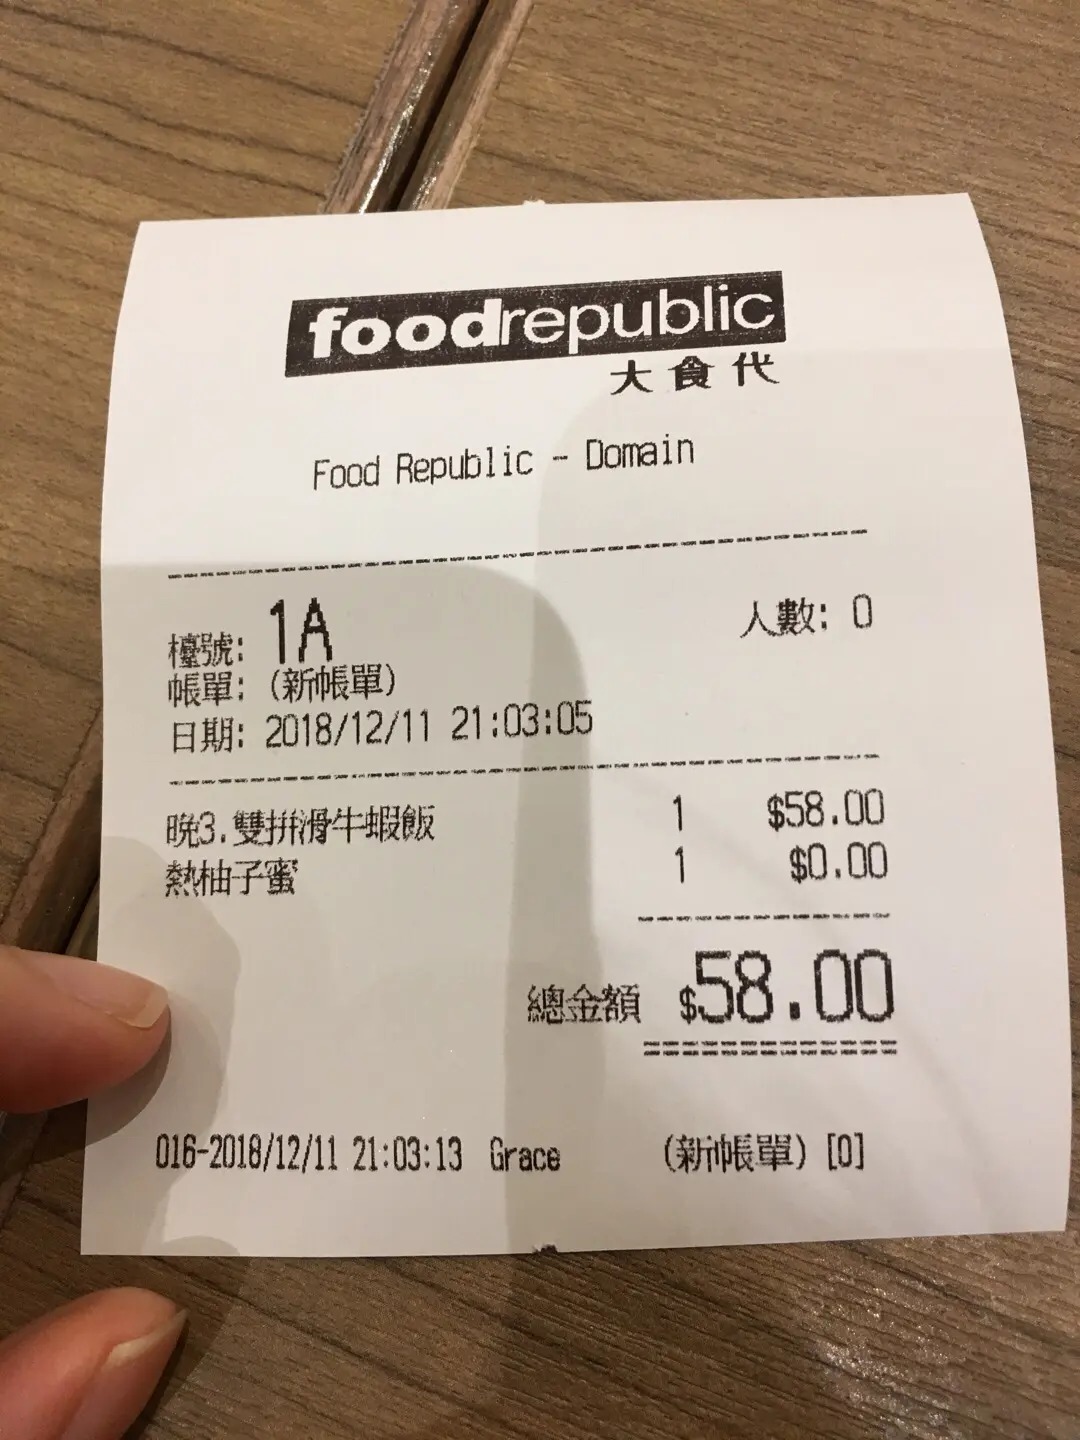 foodrepublic
大食代
Food Republic - Domain
檯號: 1A 人數: 0
帳單: (新帳單)
日期: 2018/12/11 21:03:05
晚3.雙拼滑牛蝦飯 1 $58.00
熱柚子蜜 1 $0.00
總金額 $58.00
016-2018/12/11 21:03:13 Grace (新帳單) [0]